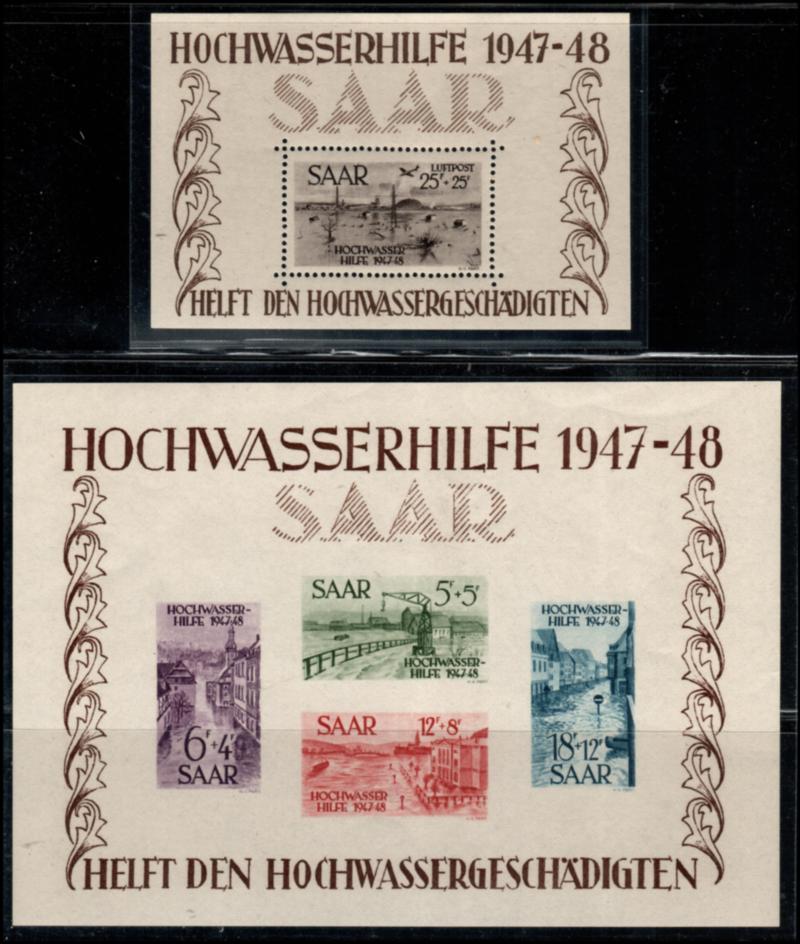 HOCHWASSERHILFE 1947-48
SAAR
SAAR
LUFTPOST
25F+25F
HOCHWASSER
HILFE 1947-48
HELFT DEN HOCHWASSERGESCHÄDIGTEN
HOCHWASSERHILFE 1947-48
SAAR
HOCHWASSER-
HILFE 1947-48
6F+4F
SAAR
SAAR
5F+5F
HOCHWASSER-
HILFE 1947-48
SAAR
12F+8F
HOCHWASSER
HILFE 1947-48
HOCHWASSER-
HILFE 1947-48
18F+12F
SAAR
HELFT DEN HOCHWASSERGESCHÄDIGTEN